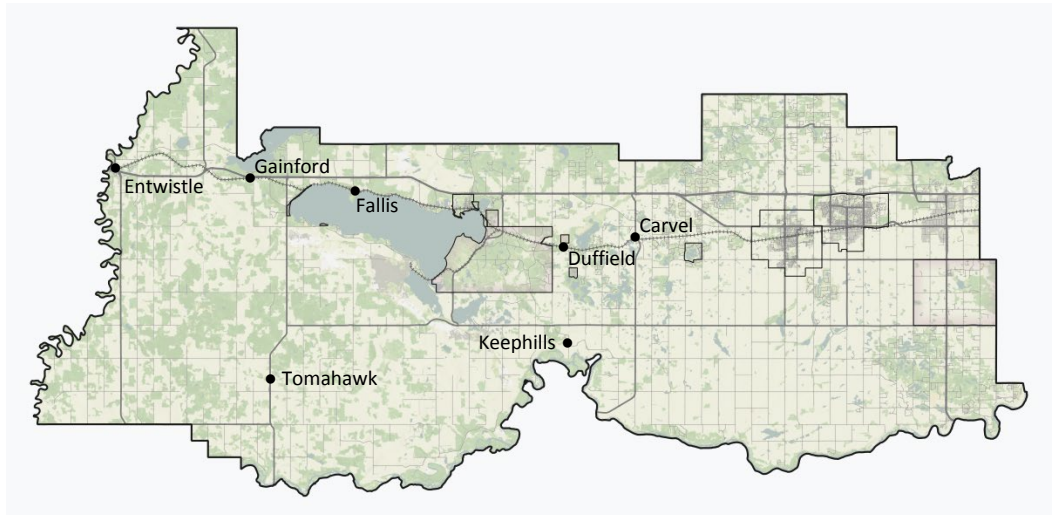 Gainford
Entwistle
Fallis
Carvel
Duffield
Keephills
Tomahawk